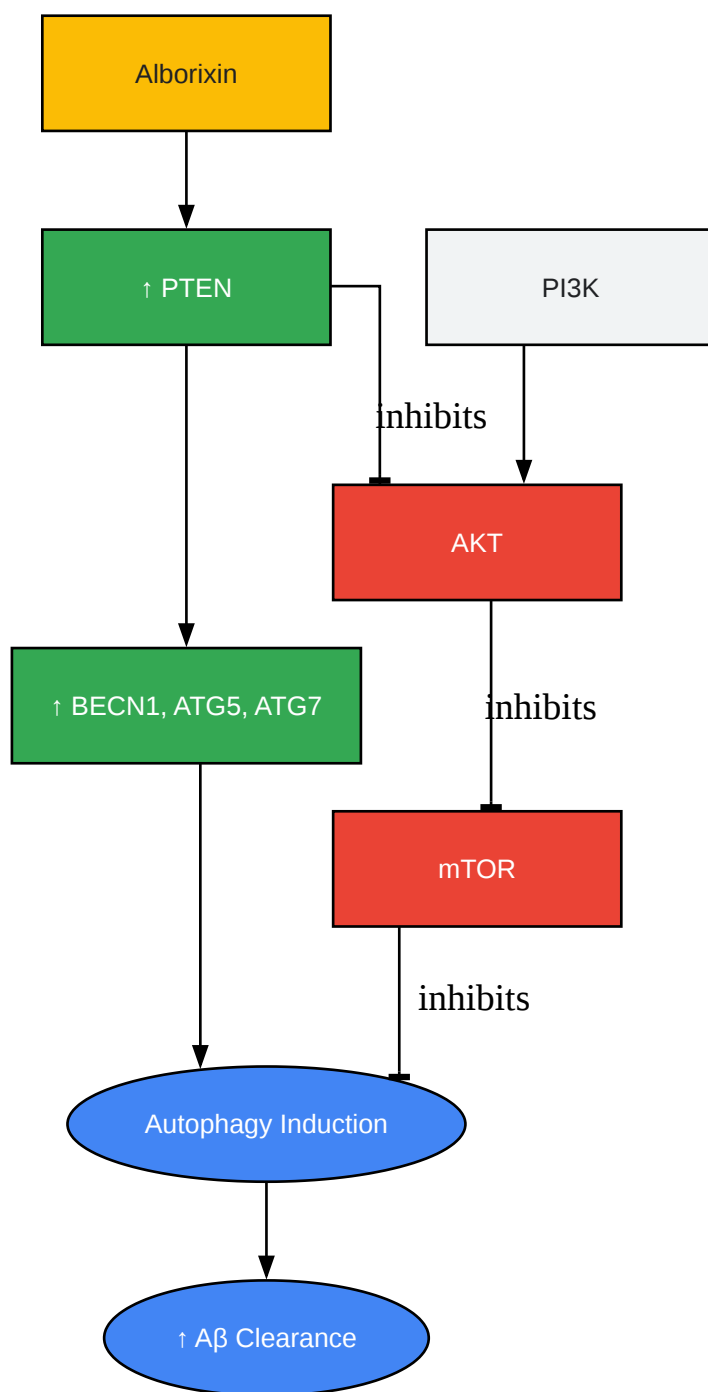 Alborixin
↑ PTEN
PI3K
inhibits
AKT
↑ BECN1, ATG5, ATG7
inhibits
mTOR
inhibits
Autophagy Induction
↑ Aβ Clearance